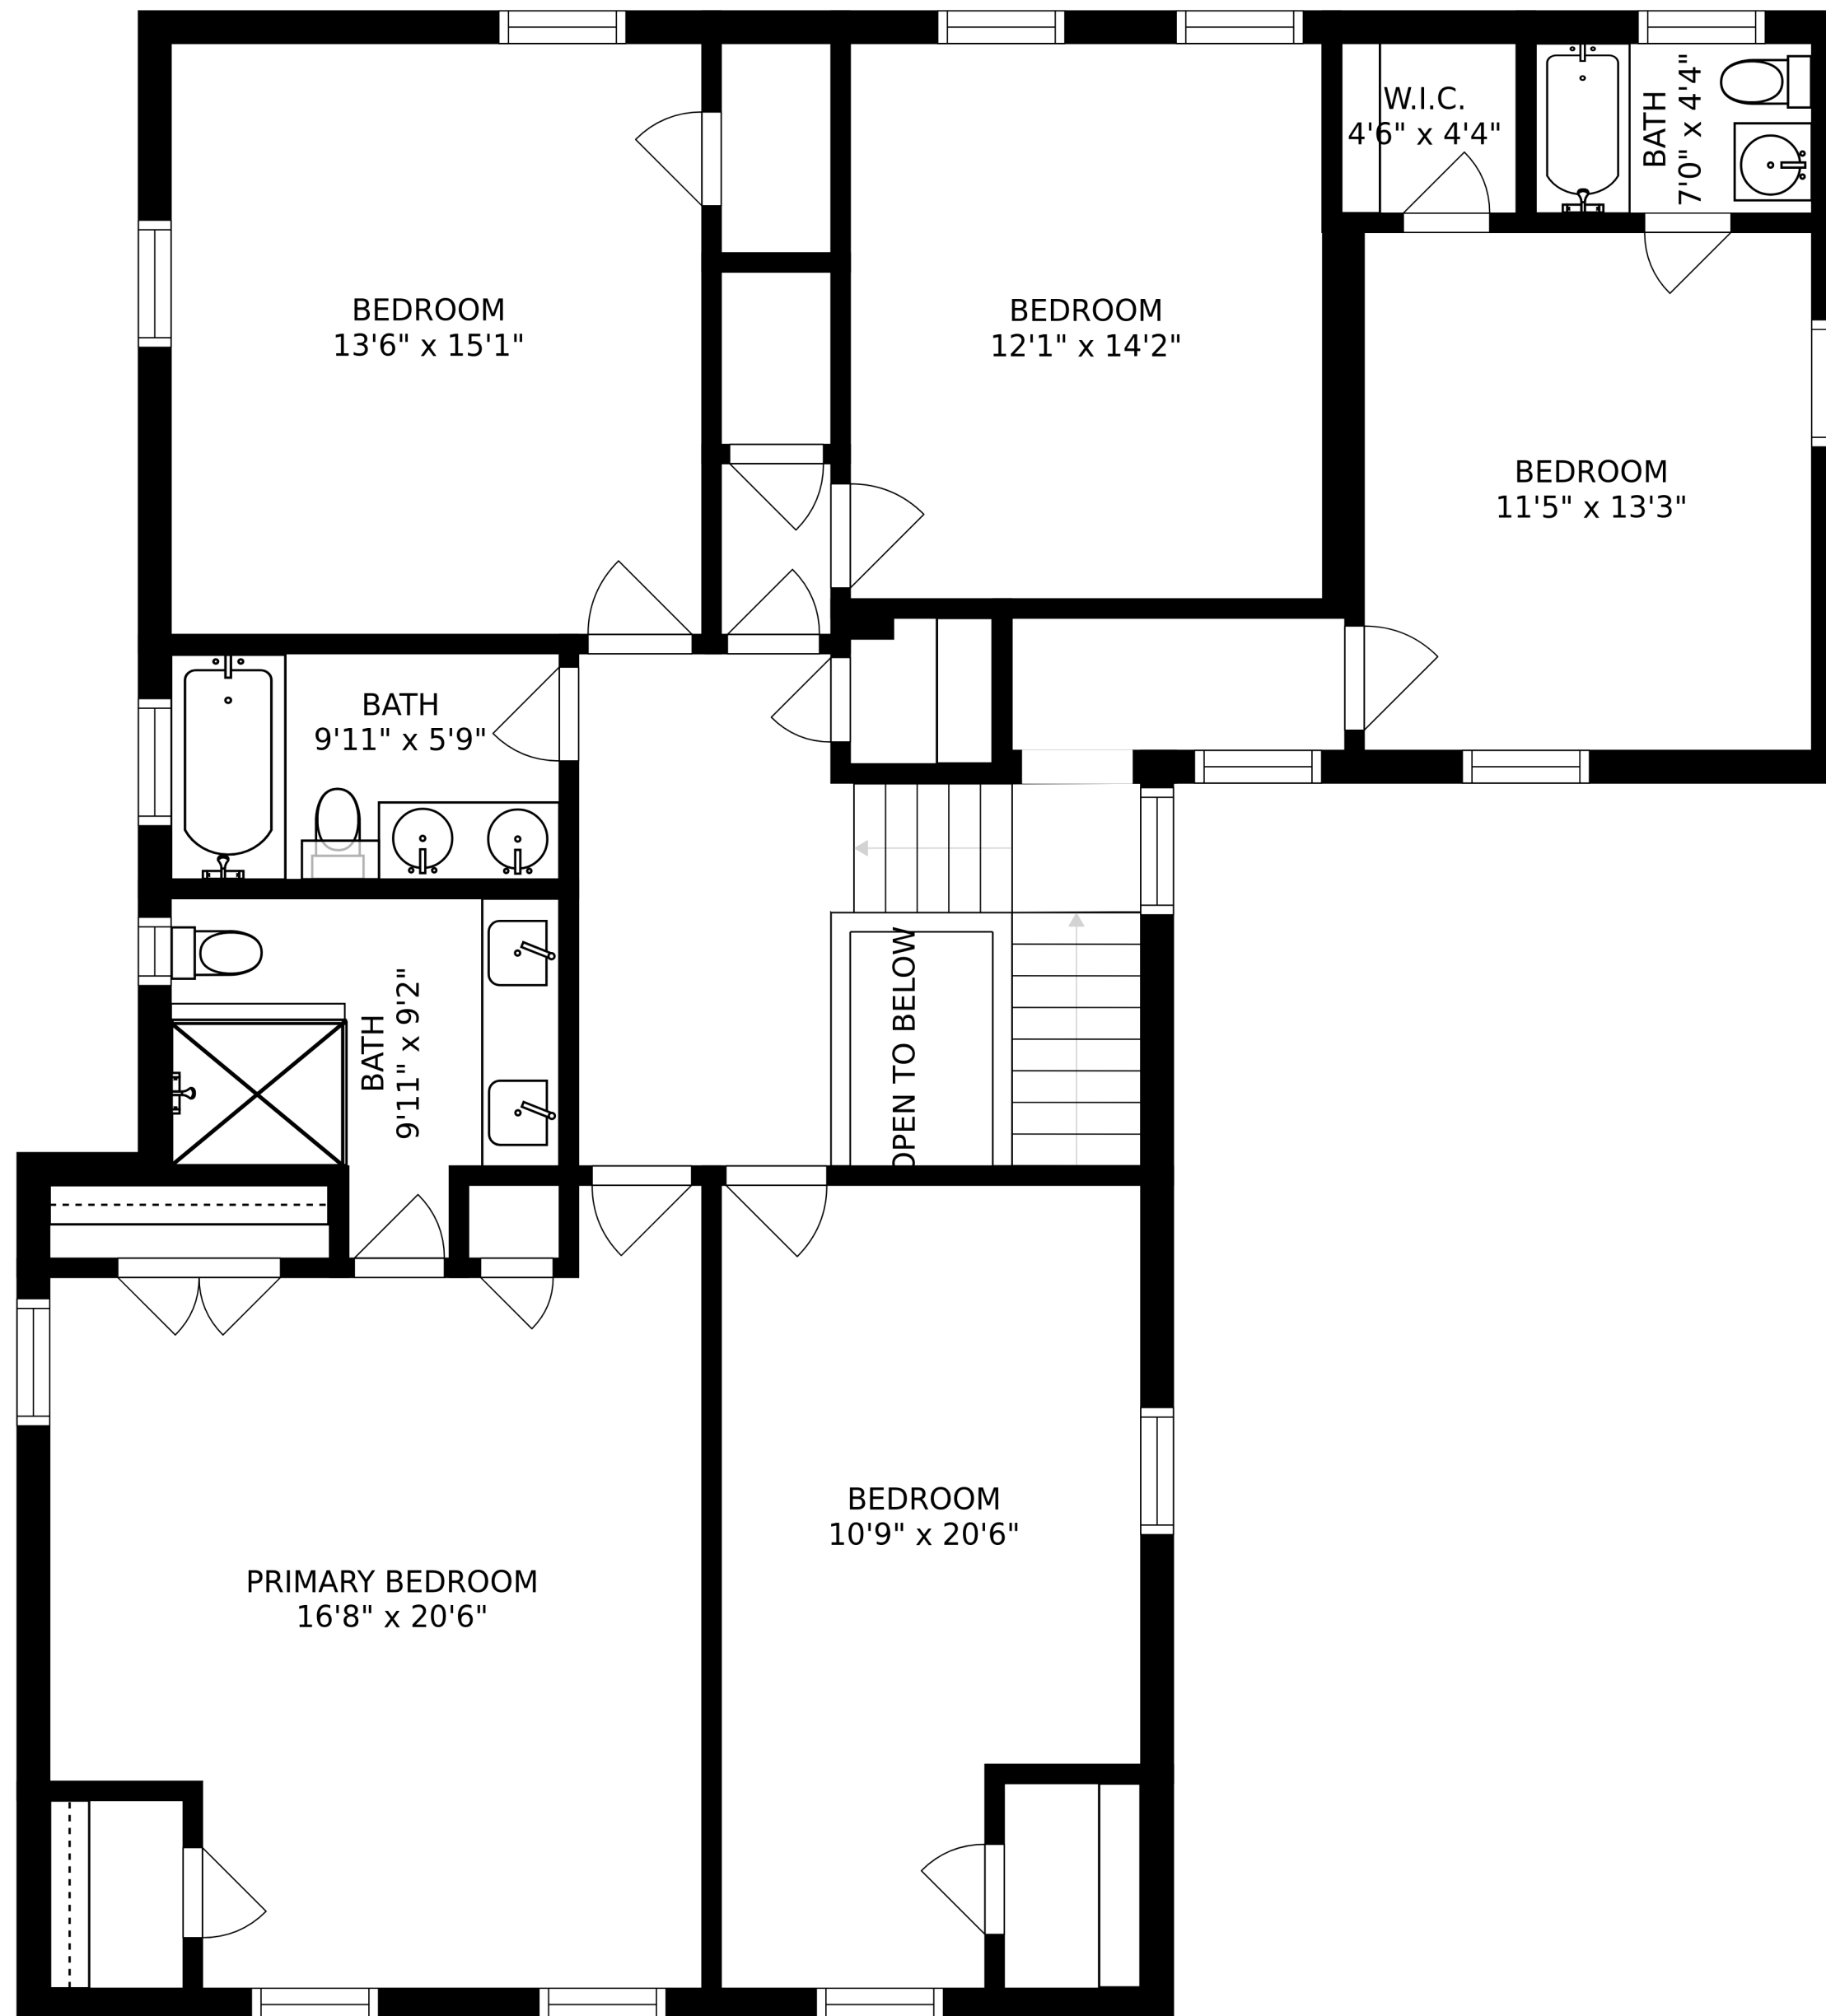 W.I.C.
4'6" x 4'4"
BATH
7'0" x 4'4"
BEDROOM
13'6" x 15'1"
BEDROOM
12'1" x 14'2"
BEDROOM
11'5" x 13'3"
BATH
9'11" x 5'9"
BATH
9'11" x 9'2"
OPEN TO BELOW
BEDROOM
10'9" x 20'6"
PRIMARY BEDROOM
16'8" x 20'6"